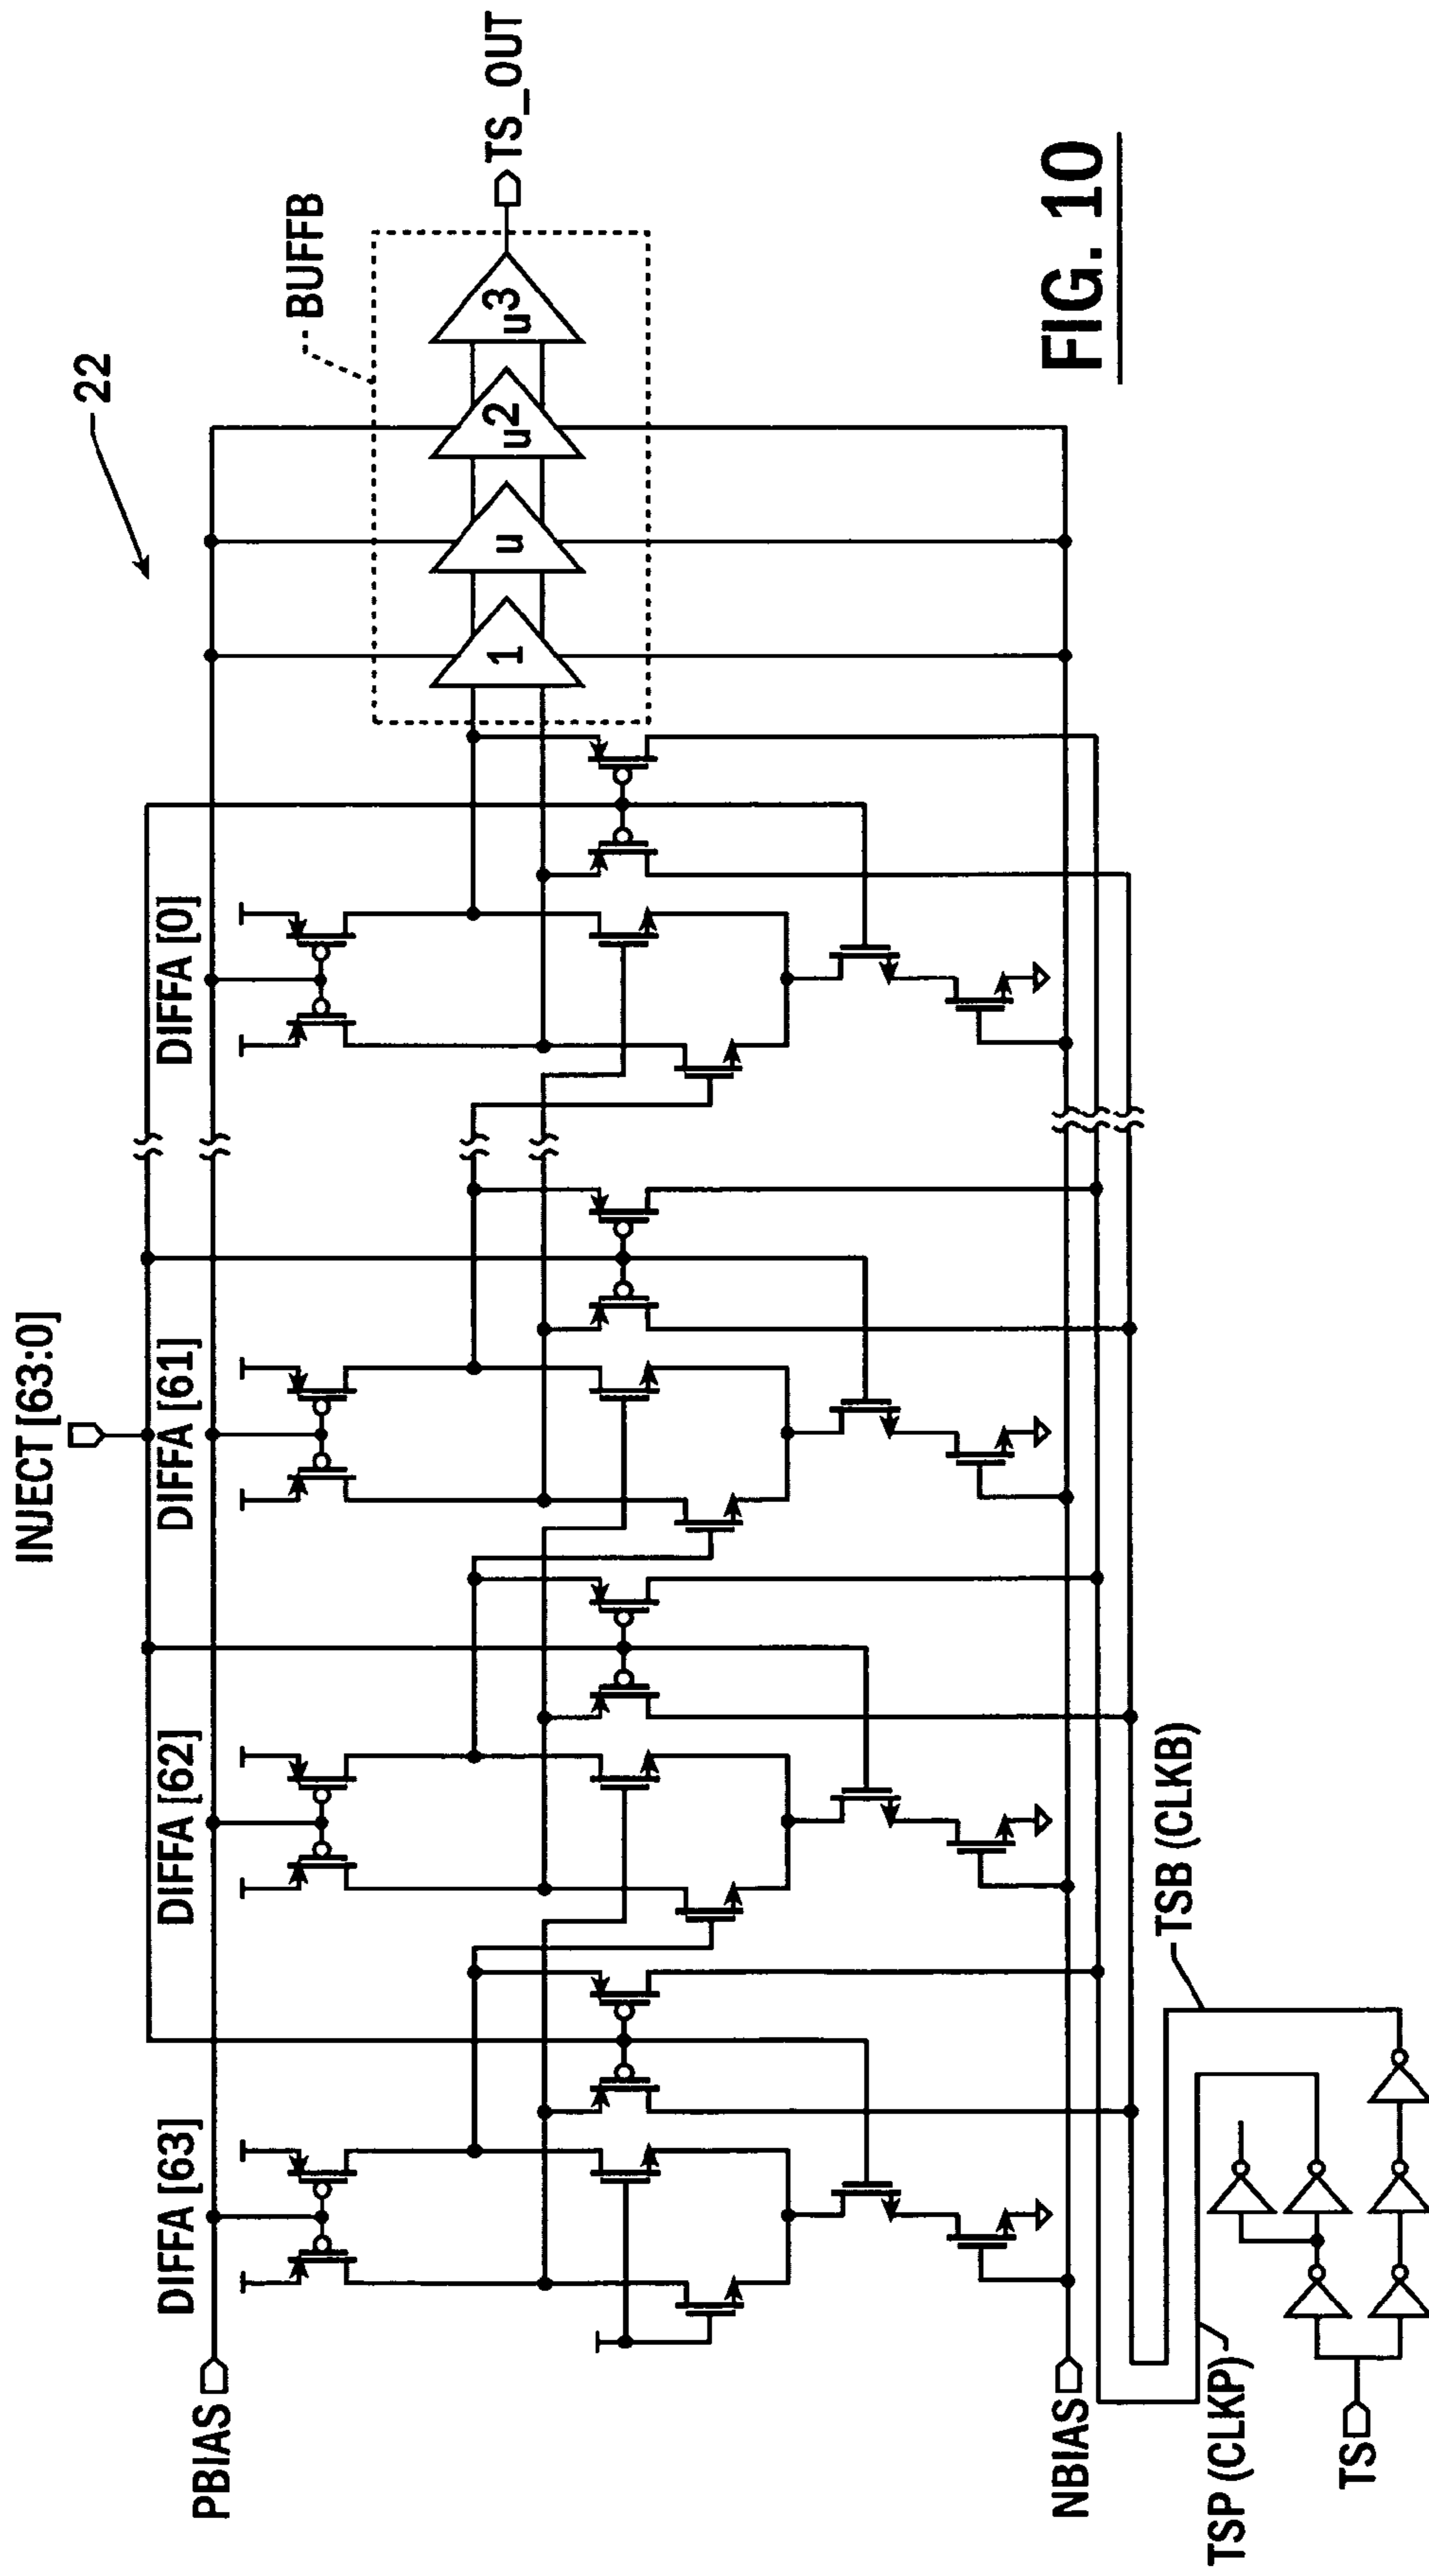 22
INJECT [63:0]
BUFFB
DIFFA [63]
DIFFA [62]
DIFFA [61]
DIFFA [0]
PBIAS
1
u
u2
u3
TS_OUT
NBIAS
TSP (CLKP)
TSB (CLKB)
TS
FIG. 10